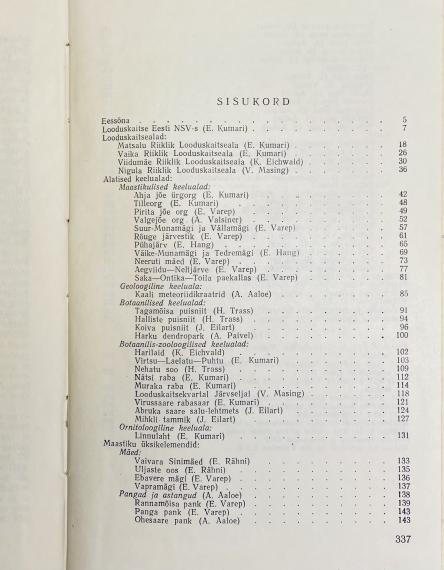 SISUKORD
Eessõna . . . . . . . . . . . . . . 5
Looduskaitse Eesti NSV-s (E. Kumari) . . . . . . . . 7
Looduskaitsealad:
Matsalu Riiklik Looduskaitseala (E. Kumari) . . . . . . 18
Vaika Riiklik Looduskaitseala (E. Kumari) . . . . . . 26
Viidumäe Riiklik Looduskaitseala (K. Eichwald) . . . . . 30
Nigula Riiklik Looduskaitseala (V. Masing) . . . . . . 36
Alatised keelualad:
Maastikulised keelualad:
Ahja jõe ürgorg (E. Kumari) . . . . . . . . 42
Tilleorg (E. Kumari) . . . . . . . . . 48
Pirita jõe org (E. Varep) . . . . . . . . 49
Valgejõe org (A. Valsiner) . . . . . . . . 52
Suur-Munamägi ja Vällamägi (E. Varep) . . . . . . 57
Rõuge järvestik (E. Varep) . . . . . . . . 61
Pühajärv (E. Hang) . . . . . . . . . 65
Väike-Munamägi ja Tedremägi (E. Hang) . . . . . . 69
Neeruti mäed (E. Varep) . . . . . . . . 73
Aegviidu—Nelijärve (E. Varep) . . . . . . . 77
Saka—Ontika—Toila paekallas (E. Varep) . . . . . . 81
Geoloogiline keeluala:
Kaali meteoriidikraatrid (A. Aaloe) . . . . . . . 85
Botaanilised keelualad:
Tagamõisa puisniit (H. Trass) . . . . . . . . 91
Halliste puisniit (H. Trass) . . . . . . . . 94
Koiva puisniit (J. Eilart) . . . . . . . . 96
Harku dendropark (A. Paivel) . . . . . . . . 100
Botaanilis-zooloogilised keelualad:
Harilaid (K. Eichvald) . . . . . . . . . 102
Virtsu—Laelatu—Puhtu (E. Kumari) . . . . . . . 103
Nehatu soo (H. Trass) . . . . . . . . . 109
Nätsi raba (E. Kumari) . . . . . . . . . 112
Muraka raba (E. Kumari) . . . . . . . . 114
Looduskaitsekvartal Järvseljal (V. Masing) . . . . . . 118
Virussaare rabasaar (E. Kumari) . . . . . . . 121
Abruka saare salu-lehtmets (J. Eilart) . . . . . . 124
Mihkli tammik (J. Eilart) . . . . . . . . 127
Ornitoloogiline keeluala:
Linnulaht (E. Kumari) . . . . . . . . . 131
Maastiku üksikelemendid:
Mäed:
Vaivara Sinimäed (E. Rähni) . . . . . . . . 133
Uljaste oos (E. Rähni) . . . . . . . . . 135
Ebavere mägi (E. Varep) . . . . . . . . 136
Vapramägi (E. Varep) . . . . . . . . . 137
Pangad ja astangud (A. Aaloe) . . . . . . . . 138
Rannamõisa pank (E. Varep) . . . . . . . . 139
Panga pank (E. Varep) . . . . . . . . . 143
Ohesaare pank (A. Aaloe) . . . . . . . . 143
337